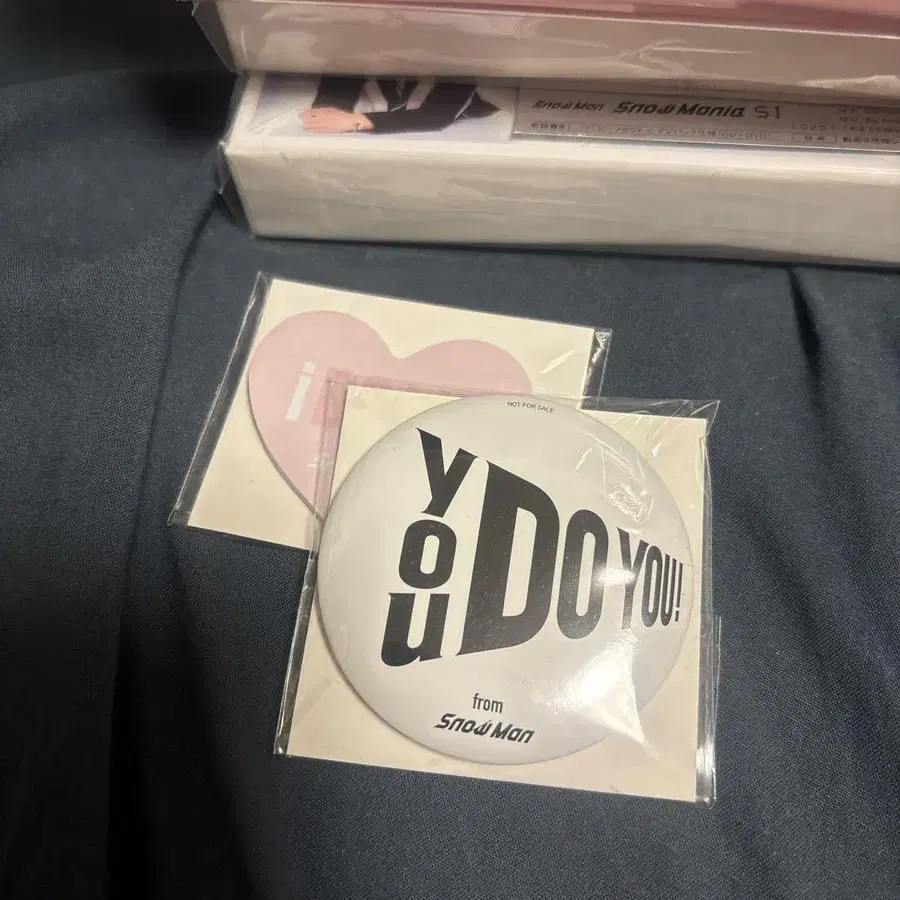 Snow Man Snow Mania S1
i
NOT FOR SALE
you DO YOU!
from
Snow Man